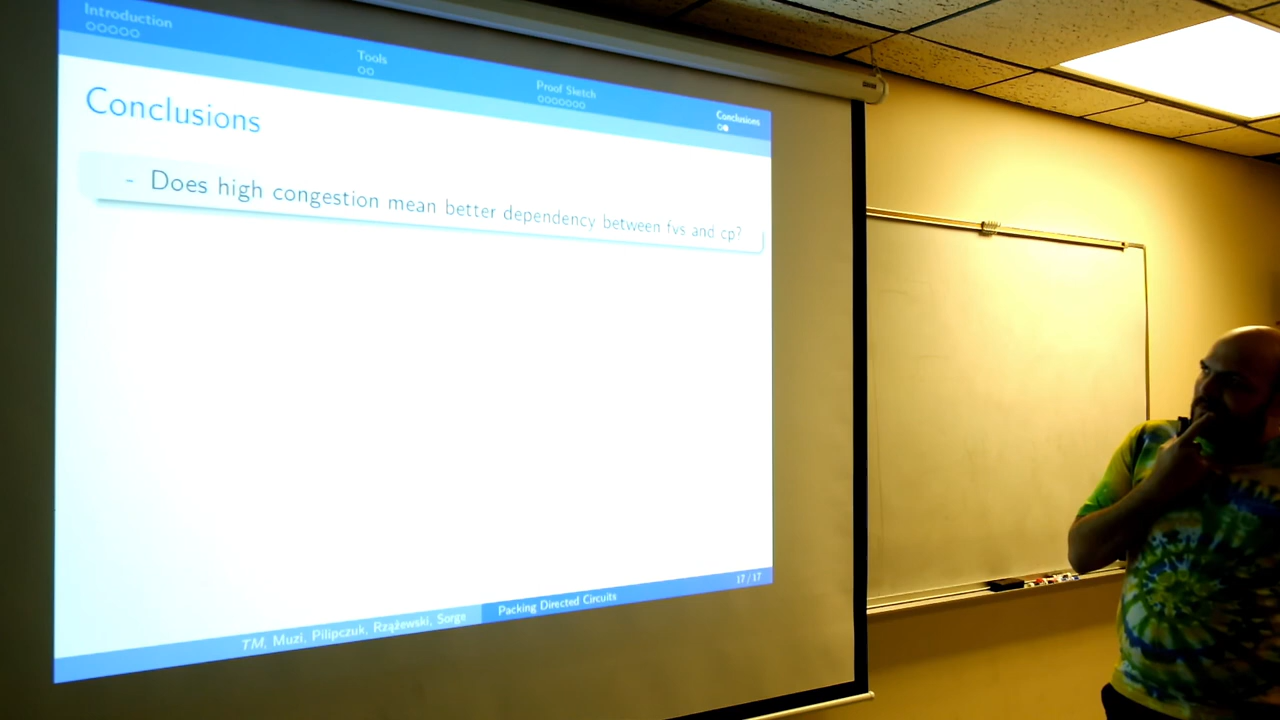 Introduction
Tools
Proof Sketch
Conclusions
Conclusions
- Does high congestion mean better dependency between fvs and cp?
17 / 17
TM, Muzi, Pilipczuk, Rzążewski, Sorge
Packing Directed Circuits